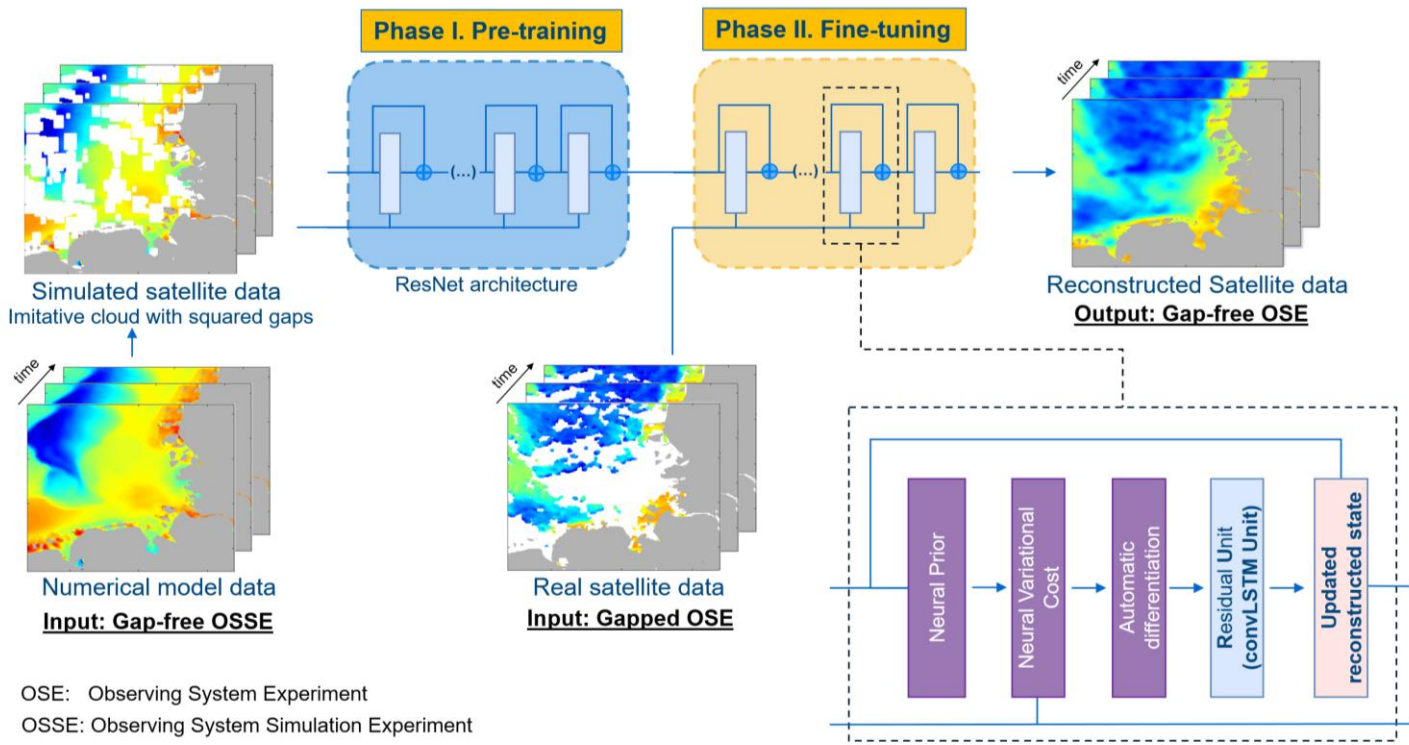 Phase I. Pre-training
Phase II. Fine-tuning
time
(...)
(...)
ResNet architecture
Simulated satellite data
Imitative cloud with squared gaps
Reconstructed Satellite data
Output: Gap-free OSE
time
time
Numerical model data
Input: Gap-free OSSE
Real satellite data
Input: Gapped OSE
Neural Prior
Neural Variational
Cost
Automatic
differentiation
Residual Unit
(convLSTM Unit)
Updated
reconstructed state
OSE: Observing System Experiment
OSSE: Observing System Simulation Experiment